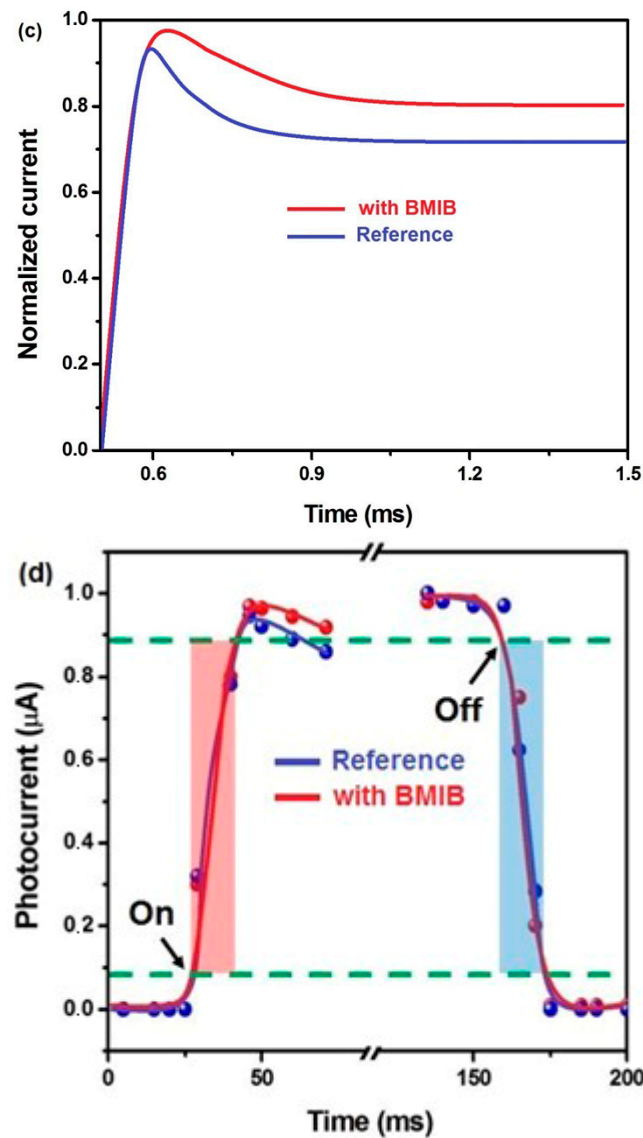 (c)
Normalized current
1.0
0.8
0.6
0.4
0.2
0.0
with BMIB
Reference
0.6 0.9 1.2 1.5
Time (ms)
(d)
Photocurrent (μA)
1.0
0.8
0.6
0.4
0.2
0.0
Off
Reference
with BMIB
On
0 50 150 200
Time (ms)